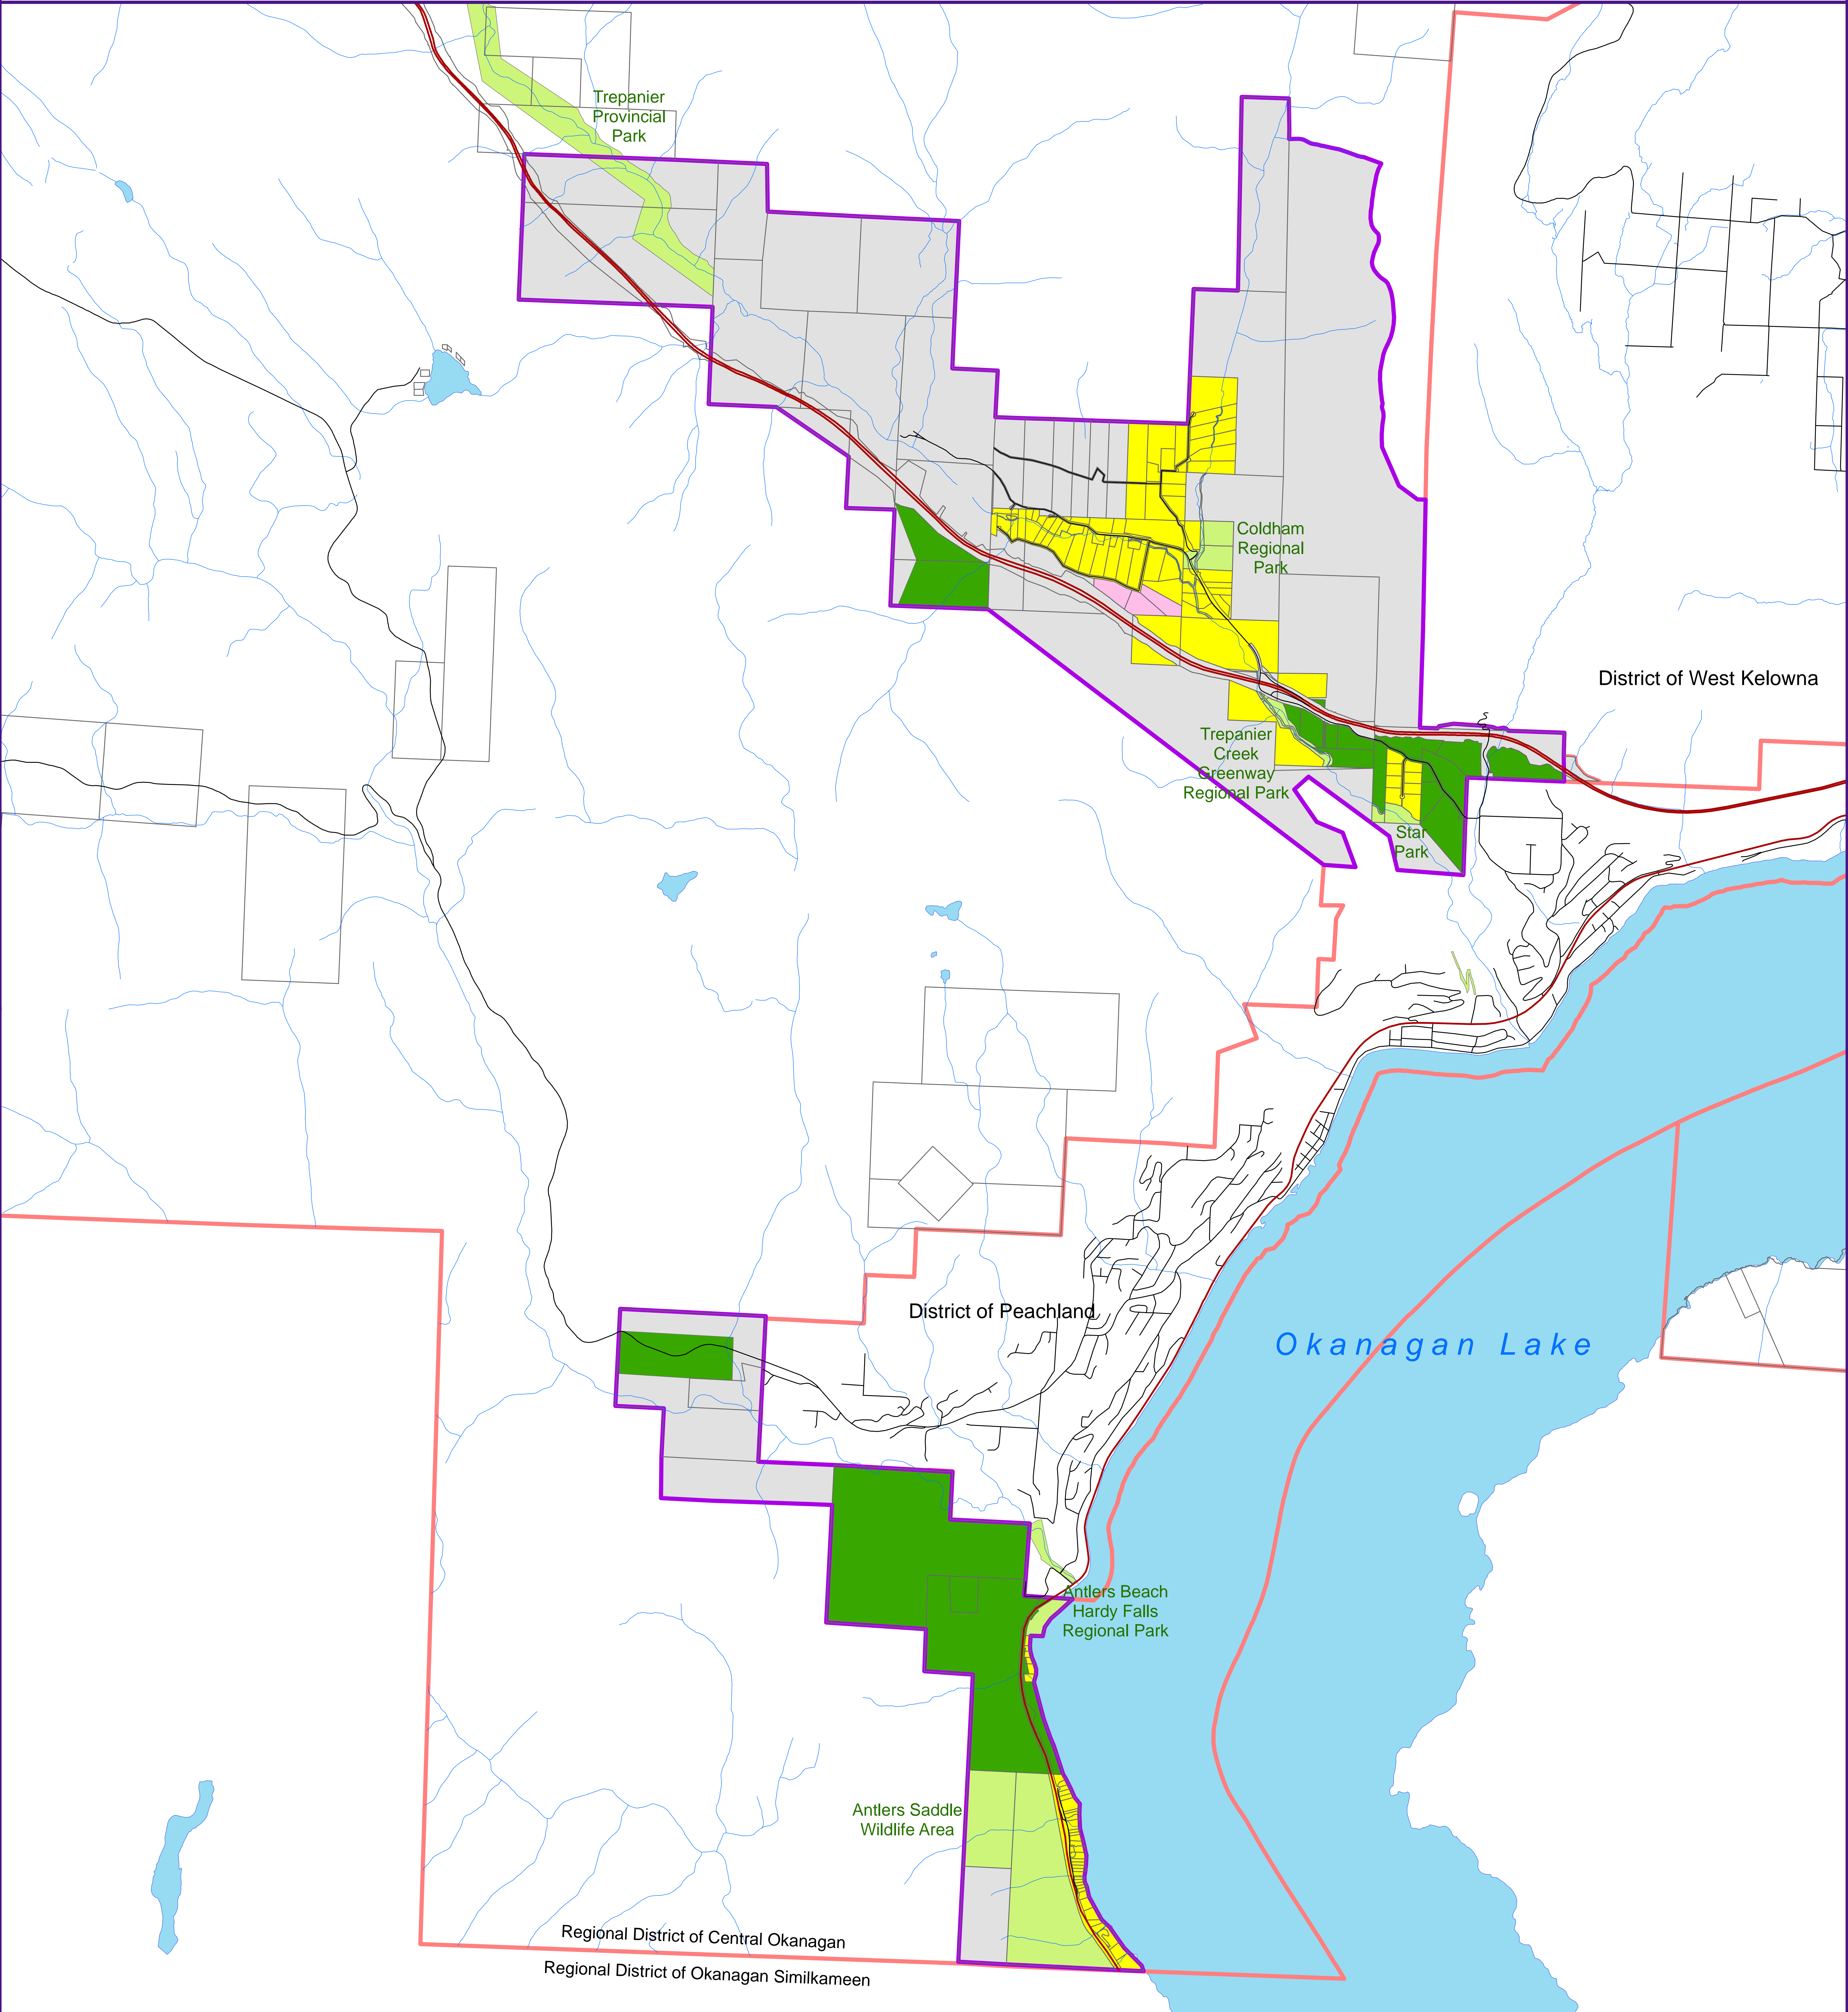 Trepanier
Provincial
Park
Coldham
Regional
Park
District of West Kelowna
Trepanier
Creek
Greenway
Regional Park
Star
Park
District of Peachland
Okanagan Lake
Antlers Beach
Hardy Falls
Regional Park
Antlers Saddle
Wildlife Area
Regional District of Central Okanagan
Regional District of Okanagan Similkameen